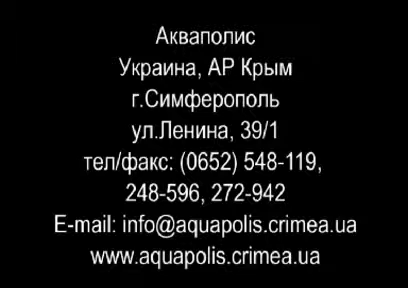 Акваполис
Украина, АР Крым
г.Симферополь
ул.Ленина, 39/1
тел/факс: (0652) 548-119,
248-596, 272-942
E-mail: info@aquapolis.crimea.ua
www.aquapolis.crimea.ua